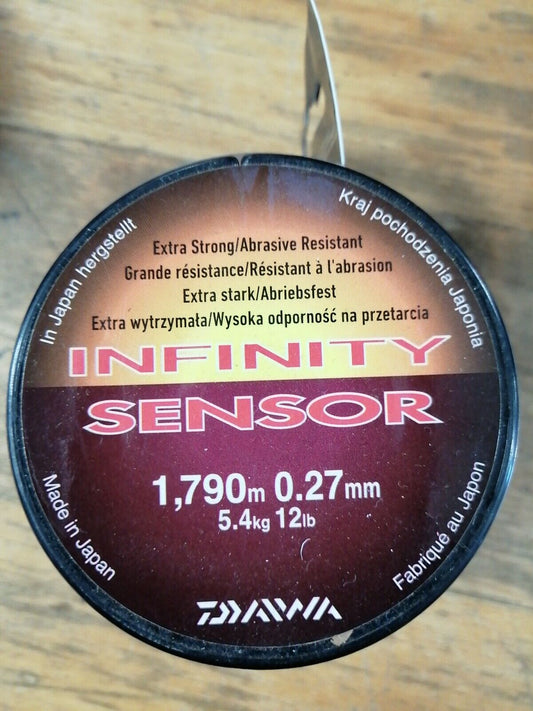 In Japan hergstellt
Kraj pochodzenia Japonia
Extra Strong/Abrasive Resistant
Grande résistance/Résistant à l'abrasion
Extra stark/Abriebsfest
Extra wytrzymała/Wysoka odporność na przetarcia
INFINITY
SENSOR
1,790m 0.27mm
5.4kg 12lb
Made in Japan
Fabriqué au Japon
DAIWA